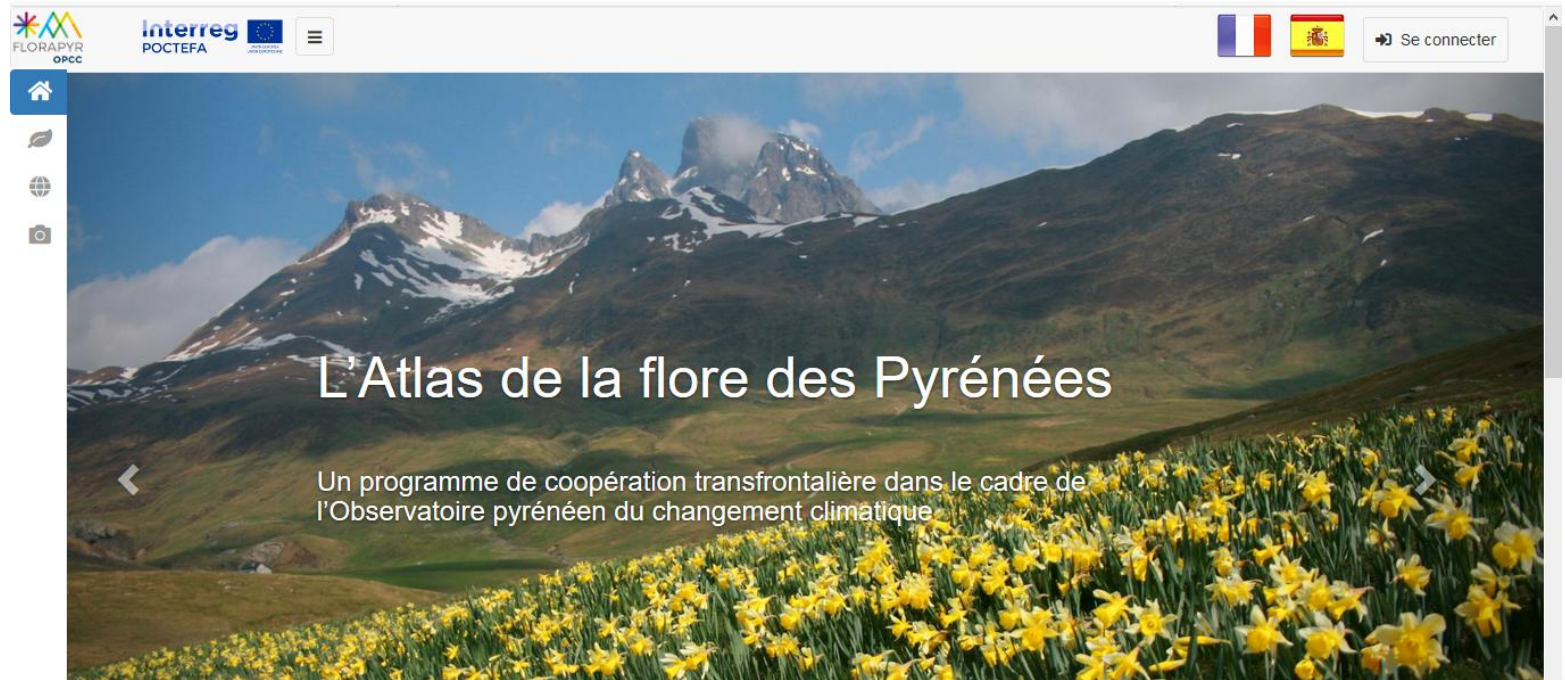 FLORAPYR
OPCC
Interreg
POCTEFA
Se connecter
L’Atlas de la flore des Pyrénées
Un programme de coopération transfrontalière dans le cadre de
l’Observatoire pyrénéen du changement climatique